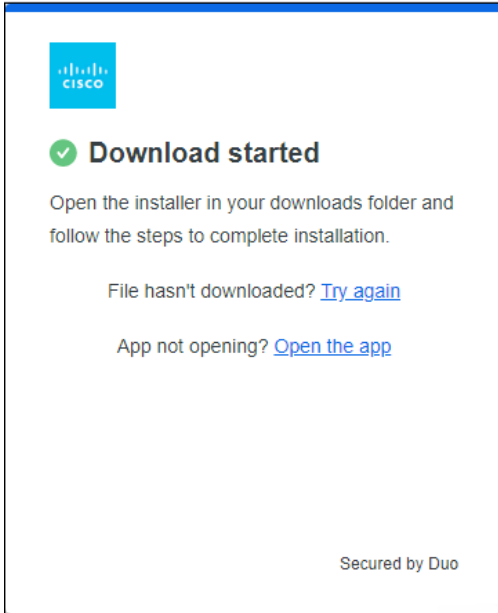 CISCO
Download started
Open the installer in your downloads folder and
follow the steps to complete installation.
File hasn't downloaded? Try again
App not opening? Open the app
Secured by Duo